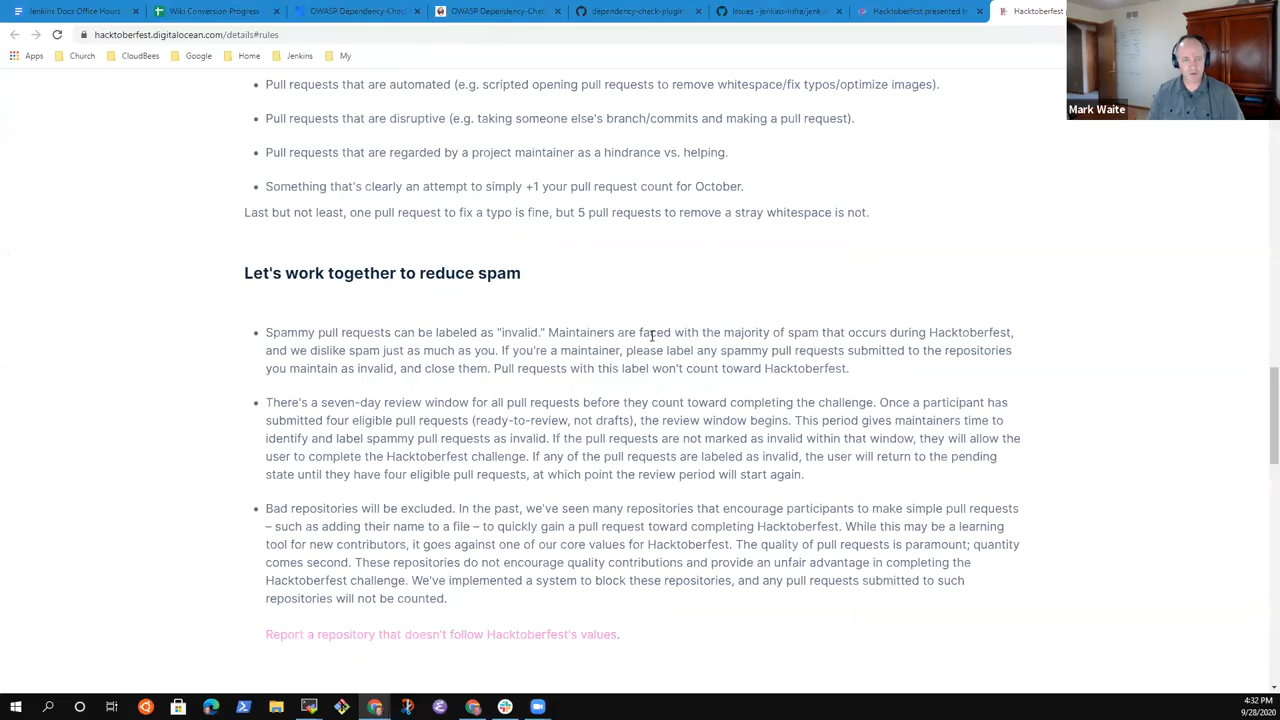 Jenkins Docs Office Hours
Wiki Conversion Progress
OWASP Dependency-Chec
OWASP Dependency-Chec
dependency-check-plugin
Issues - jenkins-infra/jenki
Hacktoberfest presented b
Hacktoberfest
hacktoberfest.digitalocean.com/details#rules
Apps
Church
CloudBees
Google
Home
Jenkins
My
Mark Waite
• Pull requests that are automated (e.g. scripted opening pull requests to remove whitespace/fix typos/optimize images).
• Pull requests that are disruptive (e.g. taking someone else's branch/commits and making a pull request).
• Pull requests that are regarded by a project maintainer as a hindrance vs. helping.
• Something that's clearly an attempt to simply +1 your pull request count for October.
Last but not least, one pull request to fix a typo is fine, but 5 pull requests to remove a stray whitespace is not.
Let's work together to reduce spam
• Spammy pull requests can be labeled as "invalid." Maintainers are faced with the majority of spam that occurs during Hacktoberfest,
and we dislike spam just as much as you. If you're a maintainer, please label any spammy pull requests submitted to the repositories
you maintain as invalid, and close them. Pull requests with this label won't count toward Hacktoberfest.
• There's a seven-day review window for all pull requests before they count toward completing the challenge. Once a participant has
submitted four eligible pull requests (ready-to-review, not drafts), the review window begins. This period gives maintainers time to
identify and label spammy pull requests as invalid. If the pull requests are not marked as invalid within that window, they will allow the
user to complete the Hacktoberfest challenge. If any of the pull requests are labeled as invalid, the user will return to the pending
state until they have four eligible pull requests, at which point the review period will start again.
• Bad repositories will be excluded. In the past, we've seen many repositories that encourage participants to make simple pull requests
– such as adding their name to a file – to quickly gain a pull request toward completing Hacktoberfest. While this may be a learning
tool for new contributors, it goes against one of our core values for Hacktoberfest. The quality of pull requests is paramount; quantity
comes second. These repositories do not encourage quality contributions and provide an unfair advantage in completing the
Hacktoberfest challenge. We've implemented a system to block these repositories, and any pull requests submitted to such
repositories will not be counted.
Report a repository that doesn't follow Hacktoberfest's values.
4:32 PM
9/28/2020